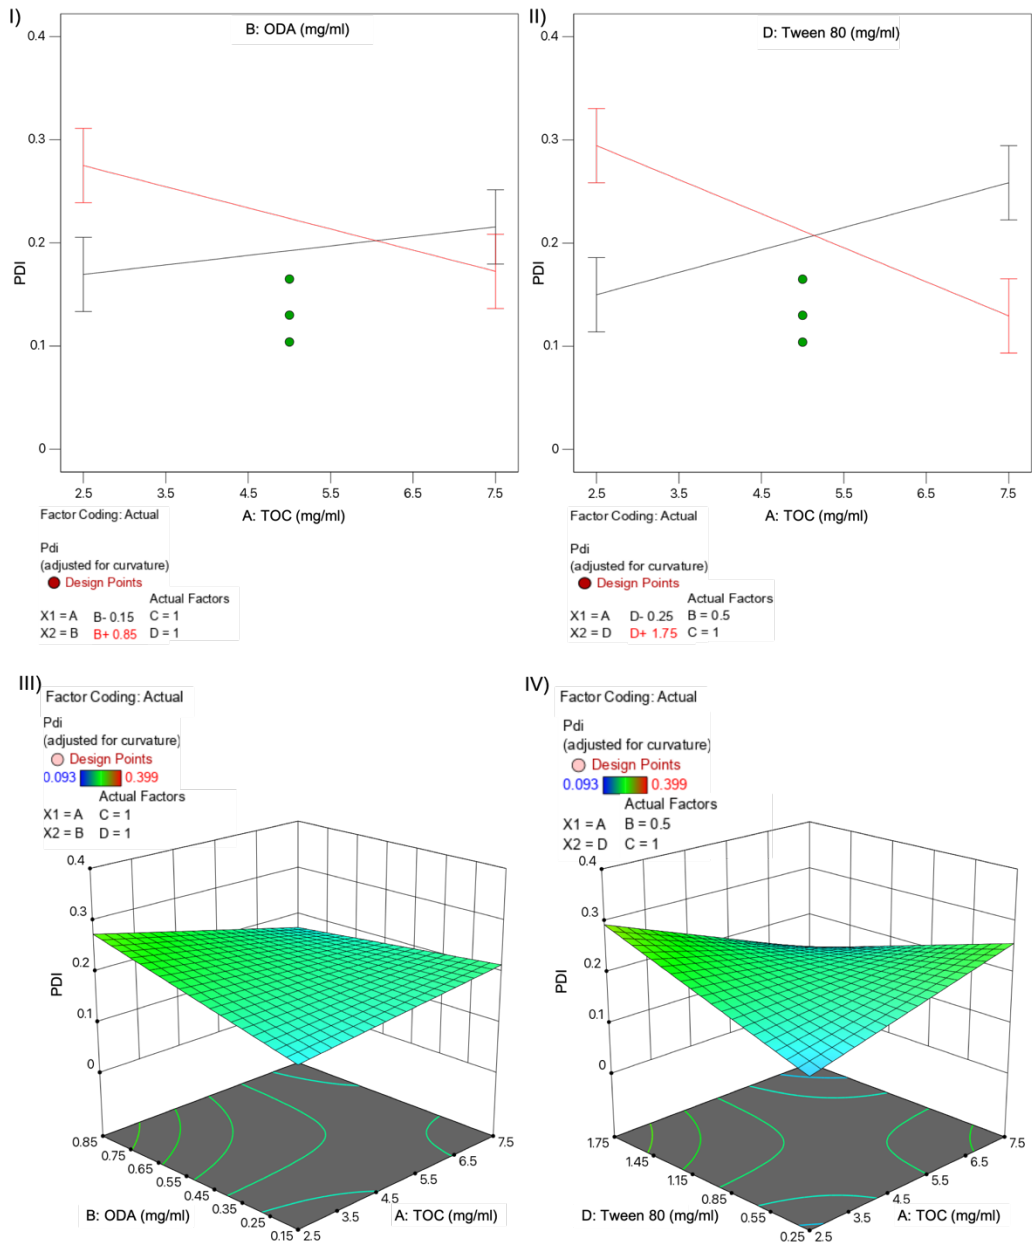 I)
B: ODA (mg/ml)
0.4
0.3
0.2
0.1
0
PDI
2.5 3.5 4.5 5.5 6.5 7.5
A: TOC (mg/ml)
Factor Coding: Actual
Pdi
(adjusted for curvature)
Design Points
Actual Factors
X1 = A B- 0.15 C = 1
X2 = B B+ 0.85 D = 1
II)
D: Tween 80 (mg/ml)
0.4
0.3
0.2
0.1
0
PDI
2.5 3.5 4.5 5.5 6.5 7.5
A: TOC (mg/ml)
Factor Coding: Actual
Pdi
(adjusted for curvature)
Design Points
Actual Factors
X1 = A D- 0.25 B = 0.5
X2 = D D+ 1.75 C = 1
III)
Factor Coding: Actual
Pdi
(adjusted for curvature)
Design Points
0.093 0.399
Actual Factors
X1 = A C = 1
X2 = B D = 1
0.4
0.3
0.2
0.1
0
PDI
0.85 0.75 0.65 0.55 0.45 0.35 0.25 0.15
B: ODA (mg/ml)
2.5 3.5 4.5 5.5 6.5 7.5
A: TOC (mg/ml)
IV)
Factor Coding: Actual
Pdi
(adjusted for curvature)
Design Points
0.093 0.399
Actual Factors
X1 = A B = 0.5
X2 = D C = 1
0.4
0.3
0.2
0.1
0
PDI
1.75 1.45 1.15 0.85 0.55 0.25
D: Tween 80 (mg/ml)
2.5 3.5 4.5 5.5 6.5 7.5
A: TOC (mg/ml)